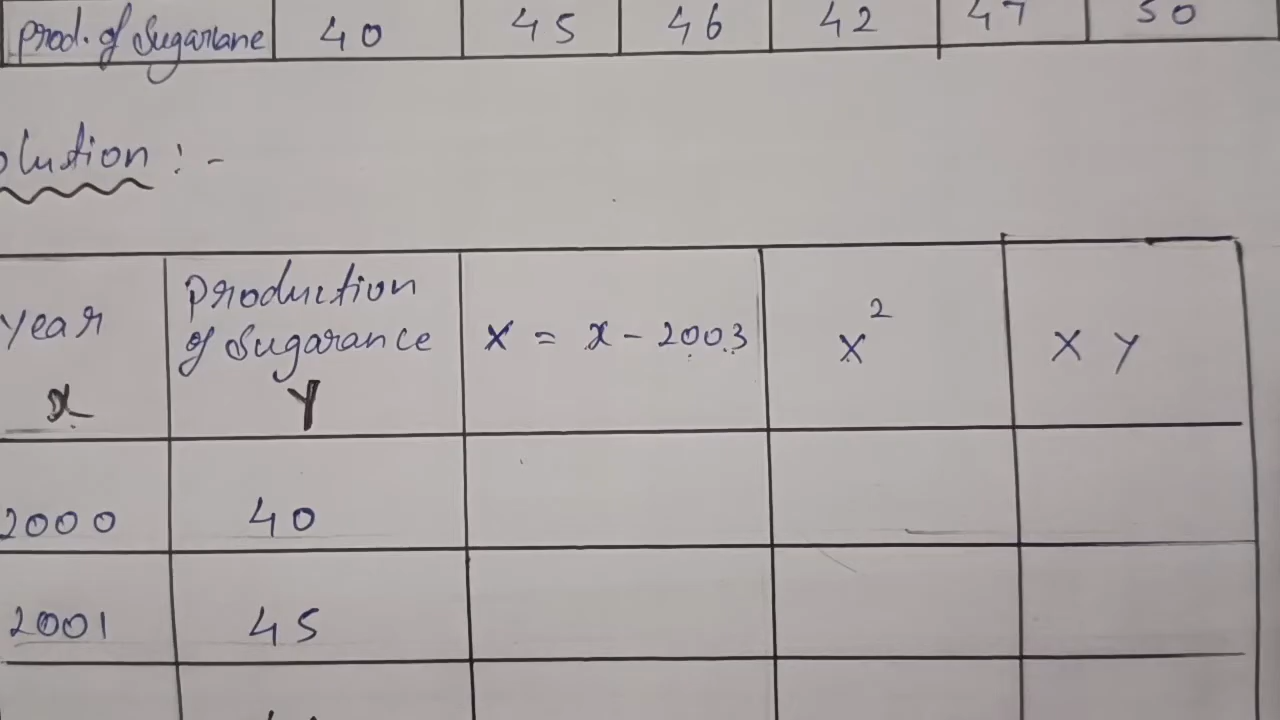 Prod. of Sugarcane 40 45 46 42 47 50
olution :-
Year x
Production of Sugarance Y
X = x - 2003
X²
X Y
2000 40
2001 45